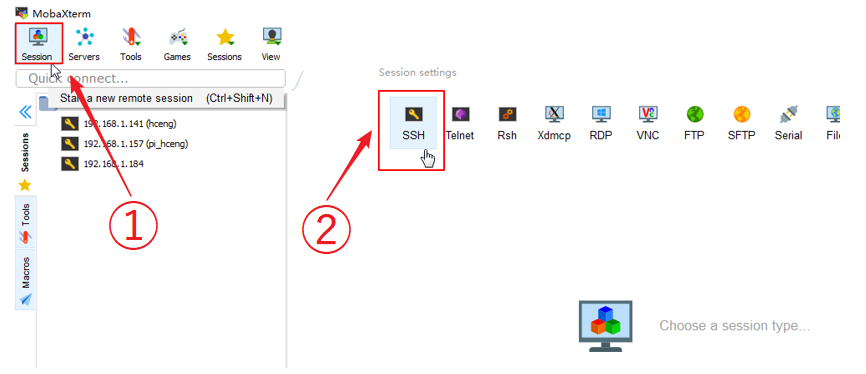 MobaXterm
Session Servers Tools Games Sessions View
Quick connect...
Start a new remote session (Ctrl+Shift+N)
192.168.1.141 (hceng)
192.168.1.157 (pi_hceng)
192.168.1.184
Sessions
Tools
Macros
①
Session settings
SSH Telnet Rsh Xdmcp RDP VNC FTP SFTP Serial File
②
Choose a session type...